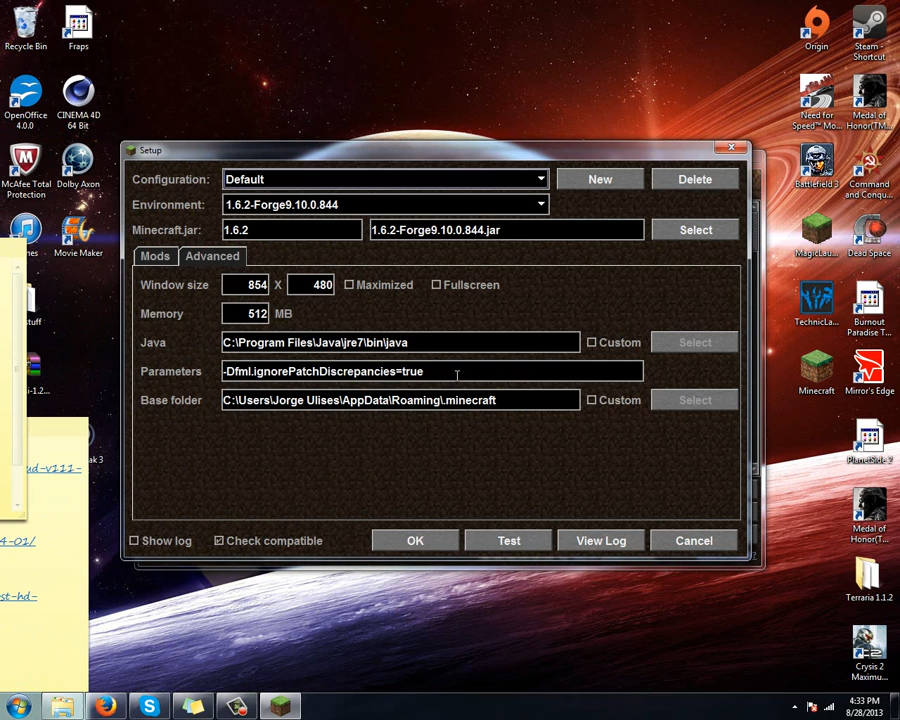 Recycle Bin
Fraps
Origin
Steam -
Shortcut
OpenOffice
4.0.0
CINEMA 4D
64 Bit
Need for
Speed™ Mo...
Medal of
Honor(TM...
McAfee Total
Protection
Dolby Axon
Battlefield 3
Command
and Conqu...
Movie Maker
MagicLau...
Dead Space
TechnicLa...
Burnout
Paradise T...
Minecraft
Mirror's Edge
PlanetSide 2
Medal of
Honor(T...
Terraria 1.1.2
Crysis 2
Maximu...
ud-v111-
4-01/
st-hd-
Setup
Configuration: Default New Delete
Environment: 1.6.2-Forge9.10.0.844
Minecraft.jar: 1.6.2 1.6.2-Forge9.10.0.844.jar Select
Mods Advanced
Window size 854 X 480 Maximized Fullscreen
Memory 512 MB
Java C:\Program Files\Java\jre7\bin\java Custom Select
Parameters -Dfml.ignorePatchDiscrepancies=true
Base folder C:\Users\Jorge Ulises\AppData\Roaming\.minecraft Custom Select
Show log Check compatible OK Test View Log Cancel
4:33 PM
8/28/2013